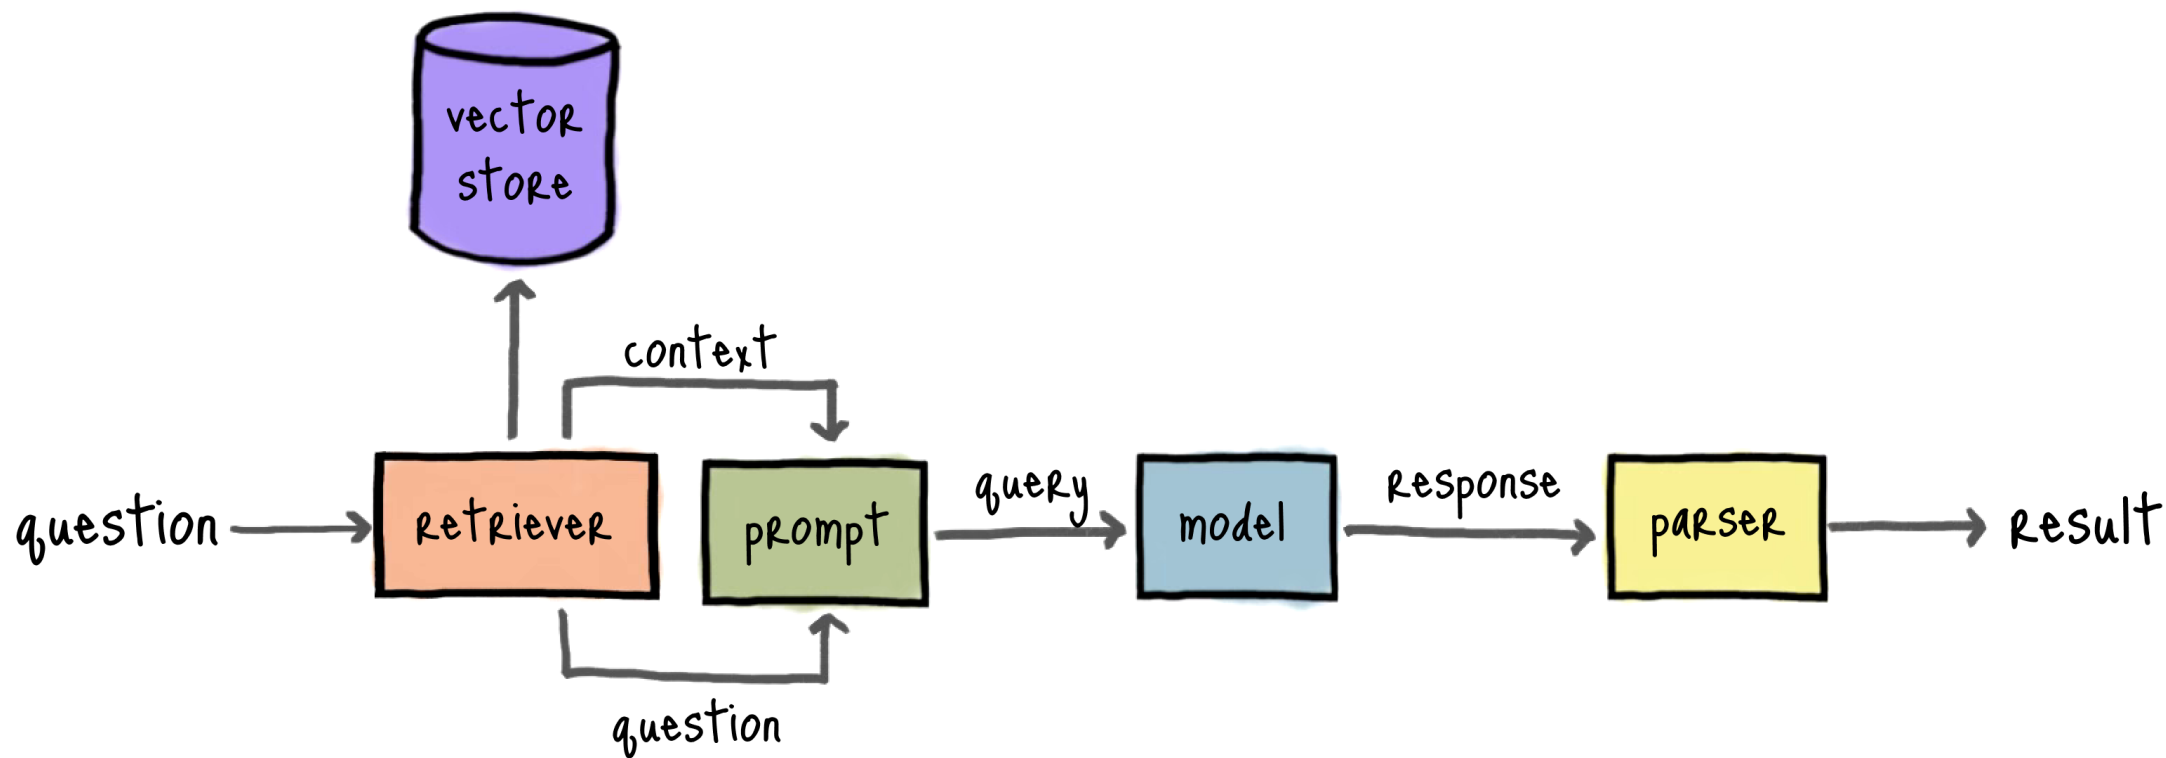 vector
store
context
question
retriever
prompt
query
model
response
parser
result
question